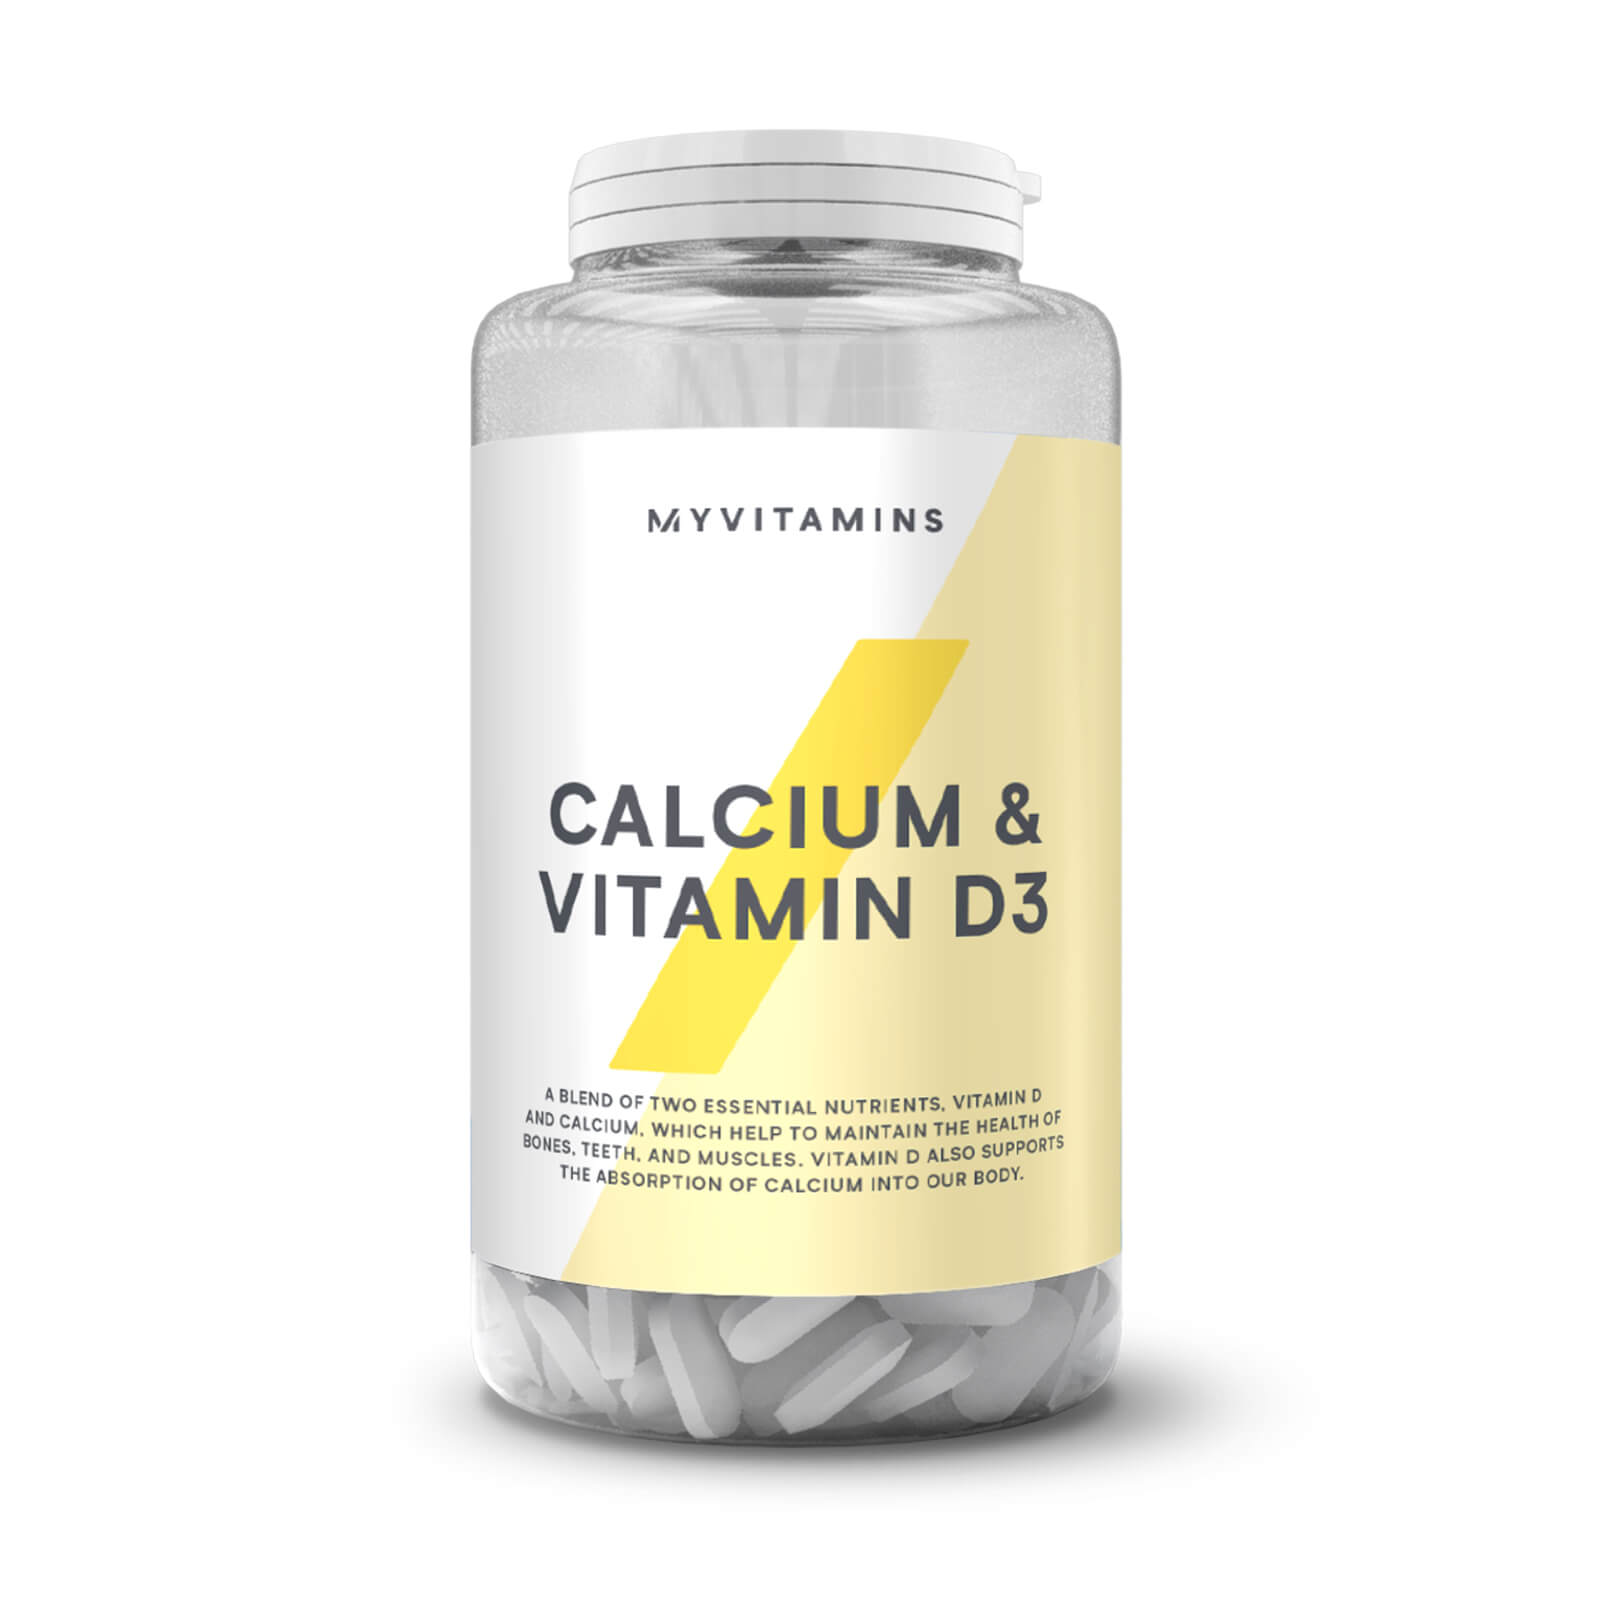 MYVITAMINS
CALCIUM &
VITAMIN D3
A BLEND OF TWO ESSENTIAL NUTRIENTS, VITAMIN D
AND CALCIUM, WHICH HELP TO MAINTAIN THE HEALTH OF
BONES, TEETH, AND MUSCLES. VITAMIN D ALSO SUPPORTS
THE ABSORPTION OF CALCIUM INTO OUR BODY.